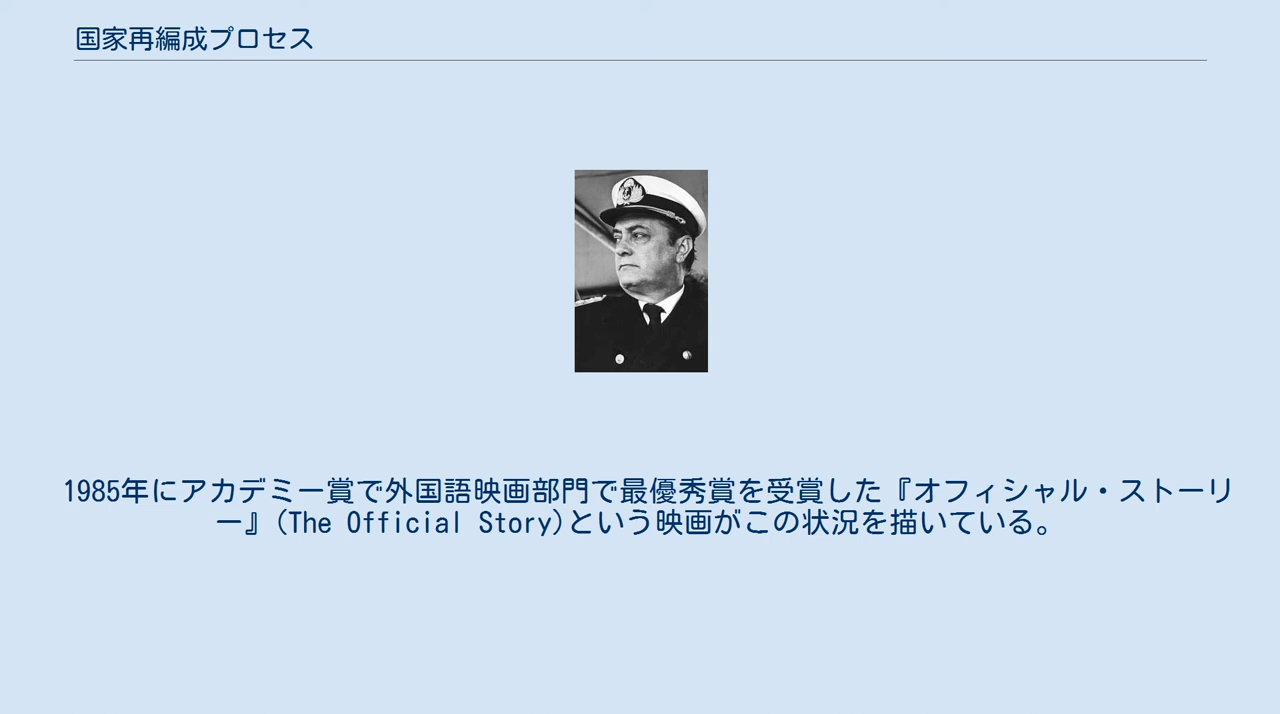 国家再編成プロセス
1985年にアカデミー賞で外国語映画部門で最優秀賞を受賞した『オフィシャル・ストーリ
ー』(The Official Story)という映画がこの状況を描いている。